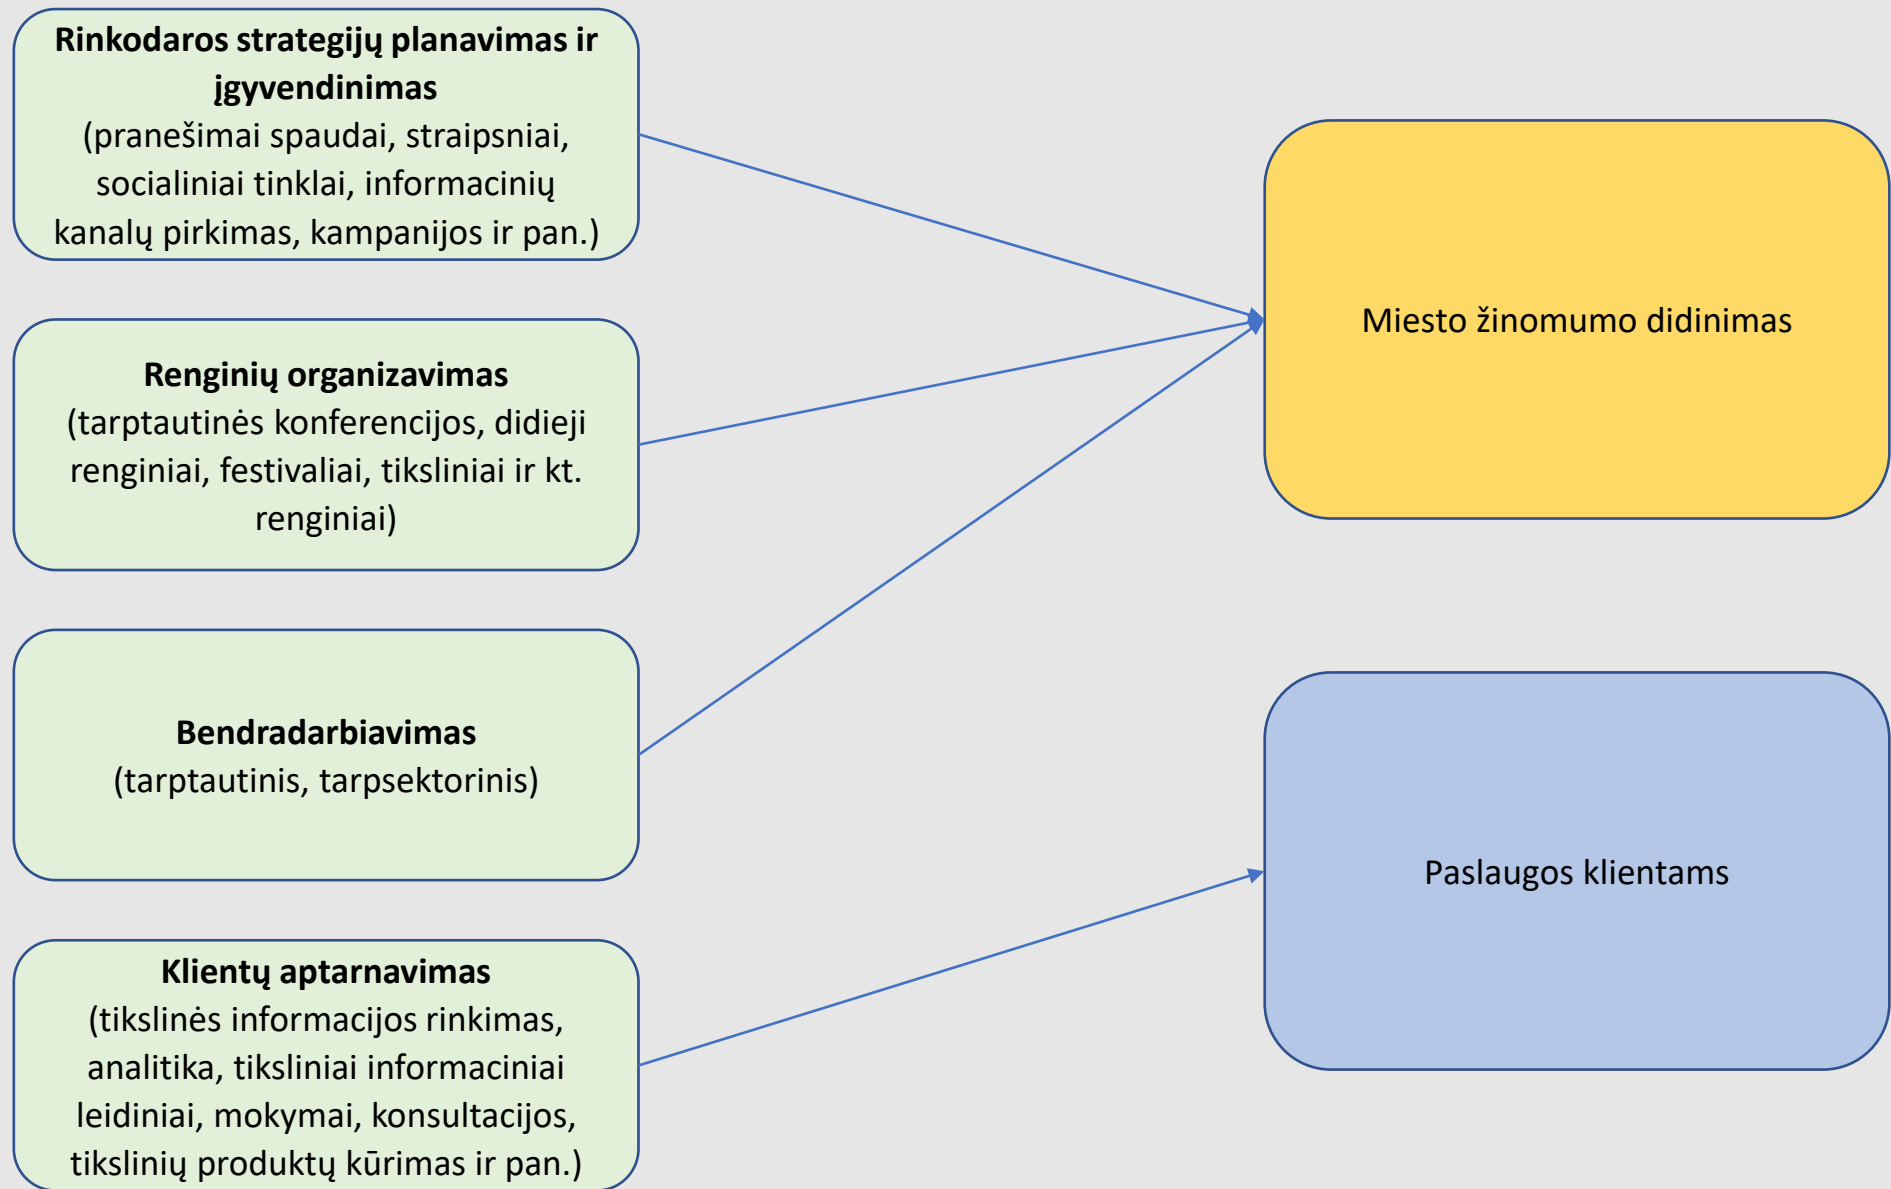 Rinkodaros strategijų planavimas ir
įgyvendinimas
(pranešimai spaudai, straipsniai,
socialiniai tinklai, informacinių
kanalų pirkimas, kampanijos ir pan.)
Renginių organizavimas
(tarptautinės konferencijos, didieji
renginiai, festivaliai, tiksliniai ir kt.
renginiai)
Bendradarbiavimas
(tarptautinis, tarpsektorinis)
Klientų aptarnavimas
(tikslinės informacijos rinkimas,
analitika, tiksliniai informaciniai
leidiniai, mokymai, konsultacijos,
tikslinių produktų kūrimas ir pan.)
Miesto žinomumo didinimas
Paslaugos klientams